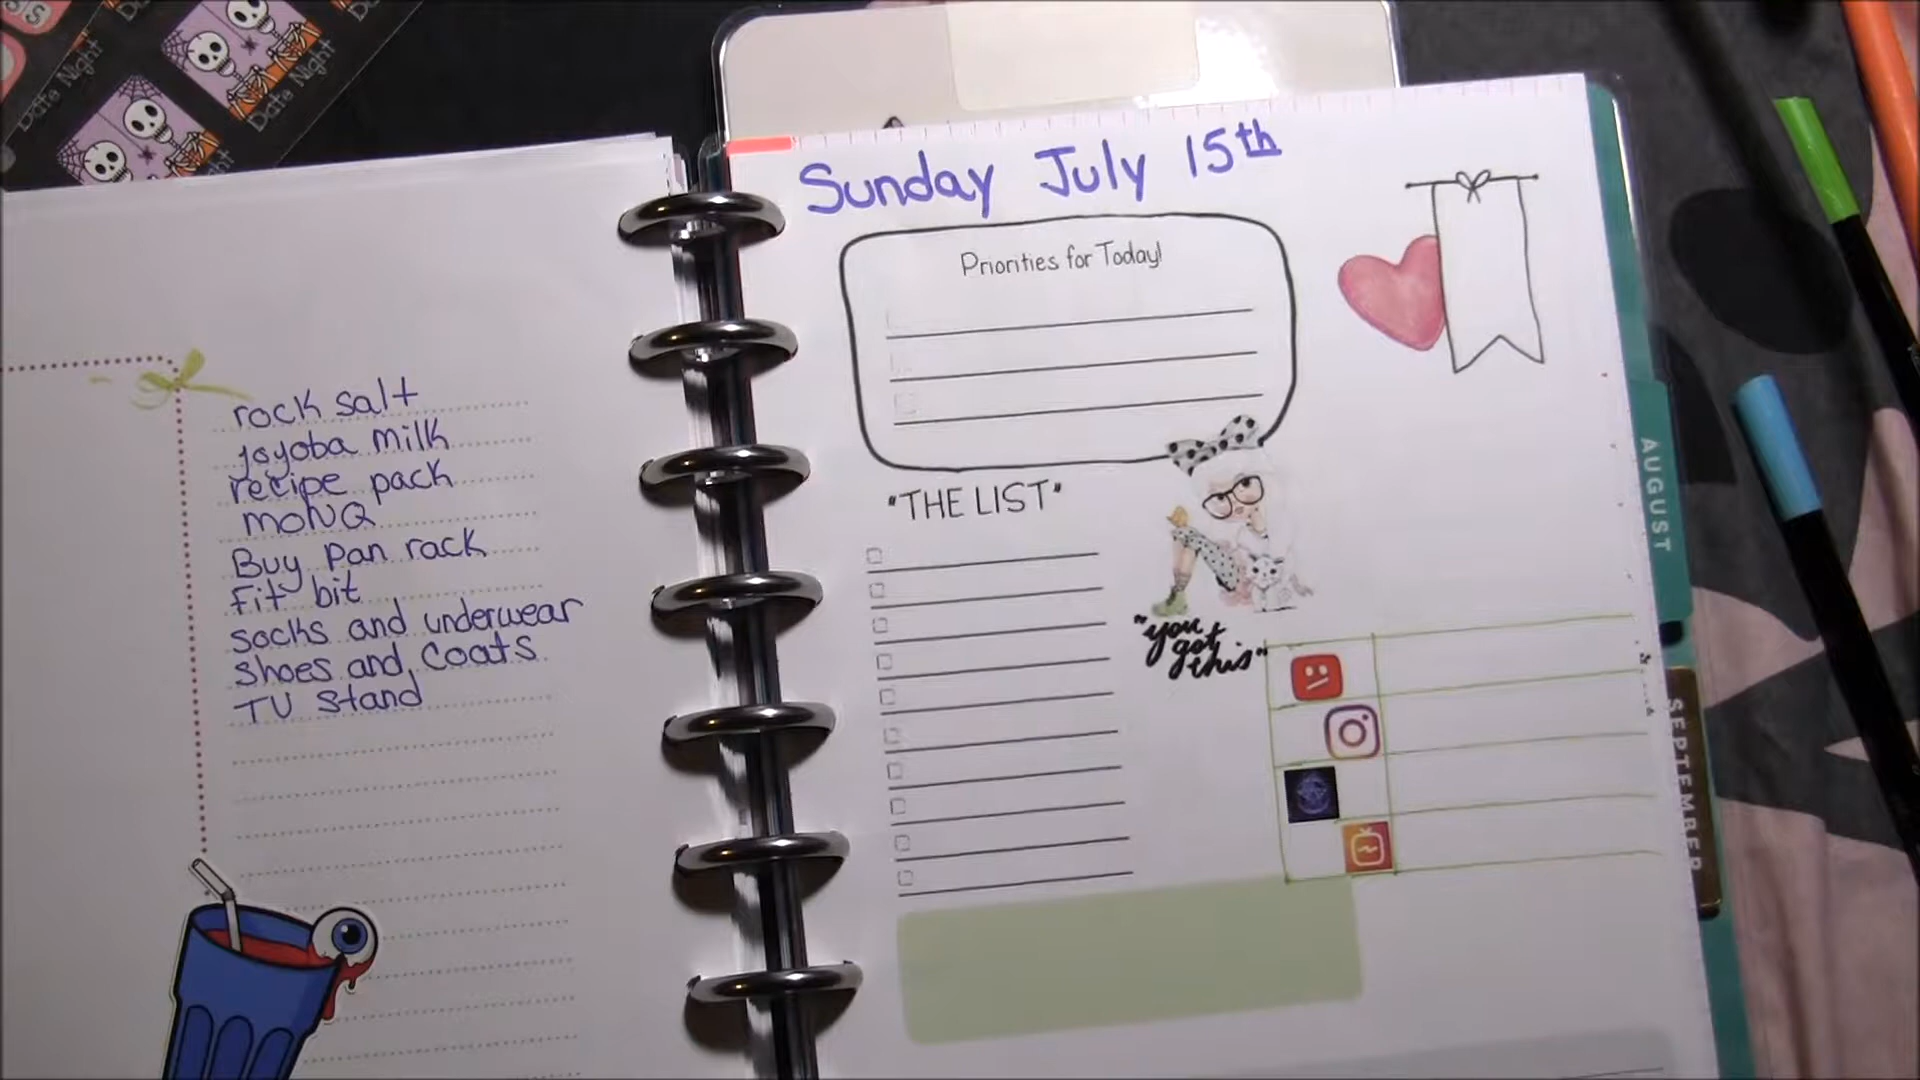 Date Night
Date Night
rock salt
jojoba milk
recipe pack
MONQ
Buy pan rack
fit bit
socks and underwear
shoes and coats
TV stand
Sunday July 15th
Priorities for Today!
"THE LIST"
"you
got
this"
AUGUST
SEPTEMBER